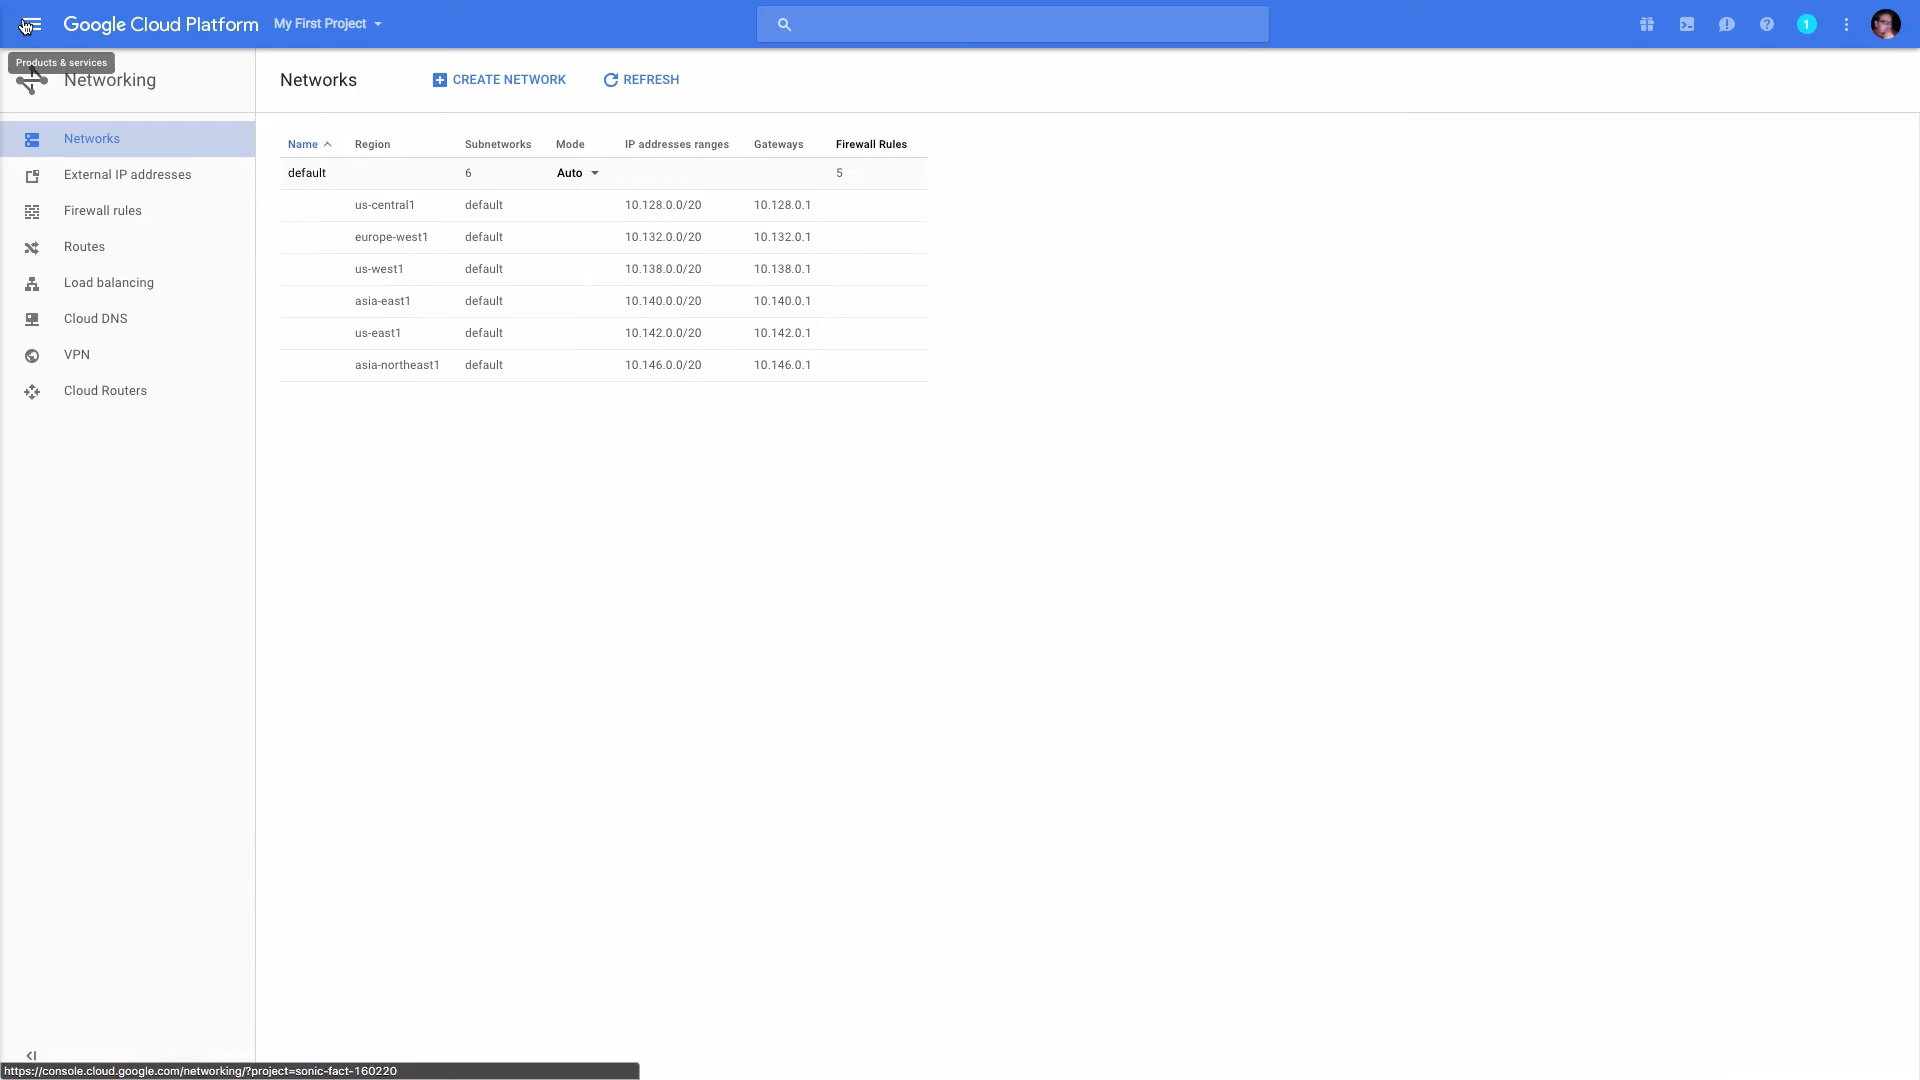 Google Cloud Platform My First Project
1
Products & services
Networking
Networks
External IP addresses
Firewall rules
Routes
Load balancing
Cloud DNS
VPN
Cloud Routers
Networks CREATE NETWORK REFRESH
Name Region Subnetworks Mode IP addresses ranges Gateways Firewall Rules
default 6 Auto 5
us-central1 default 10.128.0.0/20 10.128.0.1
europe-west1 default 10.132.0.0/20 10.132.0.1
us-west1 default 10.138.0.0/20 10.138.0.1
asia-east1 default 10.140.0.0/20 10.140.0.1
us-east1 default 10.142.0.0/20 10.142.0.1
asia-northeast1 default 10.146.0.0/20 10.146.0.1
https://console.cloud.google.com/networking/?project=sonic-fact-160220